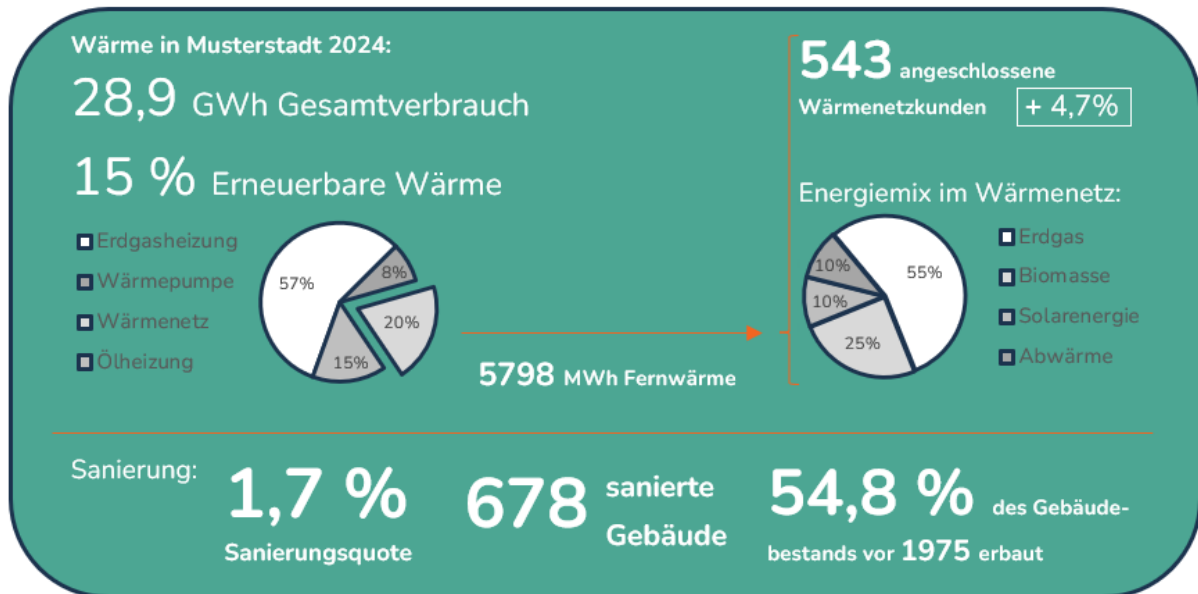 Wärme in Musterstadt 2024:
28,9 GWh Gesamtverbrauch
15 % Erneuerbare Wärme
Erdgasheizung
Wärmepumpe
Wärmenetz
Ölheizung
57%
8%
20%
15%
5798 MWh Fernwärme
543 angeschlossene
Wärmenetzkunden + 4,7%
Energiemix im Wärmenetz:
10%
55%
10%
25%
Erdgas
Biomasse
Solarenergie
Abwärme
Sanierung:
1,7 %
Sanierungsquote
678 sanierte
Gebäude
54,8 % des Gebäude-
bestands vor 1975 erbaut